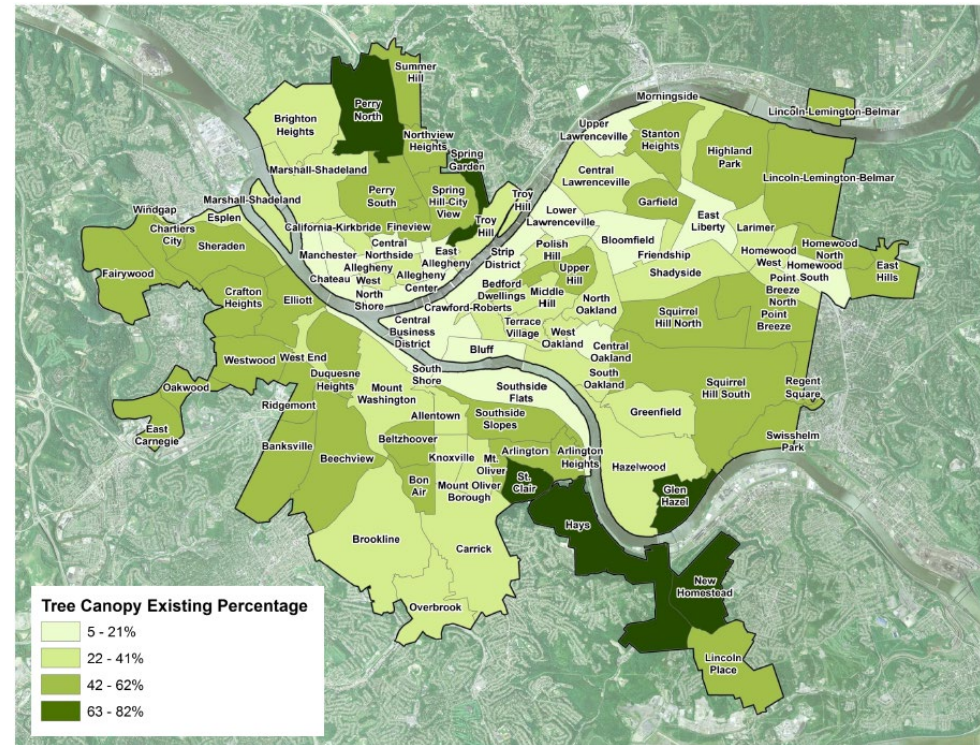 Summer
Hill
Perry
North
Brighton
Heights
Northview
Heights
Spring
Garden
Marshall-Shadeland
Perry
South
Spring
Hill-City
View
Troy
Hill
Troy
Hill
Marshall-Shadeland
California-Kirkbride
Fineview
Central
Northside
East
Allegheny
Manchester
Allegheny
West
Allegheny
Center
Chateau
North
Shore
Morningside
Lincoln-Lemington-Belmar
Upper
Lawrenceville
Stanton
Heights
Highland
Park
Lincoln-Lemington-Belmar
Central
Lawrenceville
Garfield
East
Liberty
Larimer
Lower
Lawrenceville
Bloomfield
Friendship
Shadyside
Homewood
West
Homewood
North
Homewood
South
East
Hills
Point
Breeze
North
Point
Breeze
Strip
District
Polish
Hill
Upper
Hill
Bedford
Dwellings
Middle
Hill
North
Oakland
Crawford-Roberts
Terrace
Village
West
Oakland
Central
Oakland
South
Oakland
Squirrel
Hill North
Central
Business
District
Bluff
Squirrel
Hill South
Regent
Square
Swisshelm
Park
Greenfield
Hazelwood
Glen
Hazel
Windgap
Chartiers
City
Esplen
Sheraden
Fairywood
Crafton
Heights
Elliott
Westwood
West End
Duquesne
Heights
Oakwood
East
Carnegie
Ridgemont
Banksville
Beechview
South
Shore
Mount
Washington
Southside
Flats
Allentown
Southside
Slopes
Beltzhoover
Knoxville
Mt.
Oliver
Arlington
Arlington
Heights
Bon
Air
Mount Oliver
Borough
St.
Clair
Brookline
Carrick
Overbrook
Hays
New
Homestead
Lincoln
Place
Tree Canopy Existing Percentage
5 - 21%
22 - 41%
42 - 62%
63 - 82%